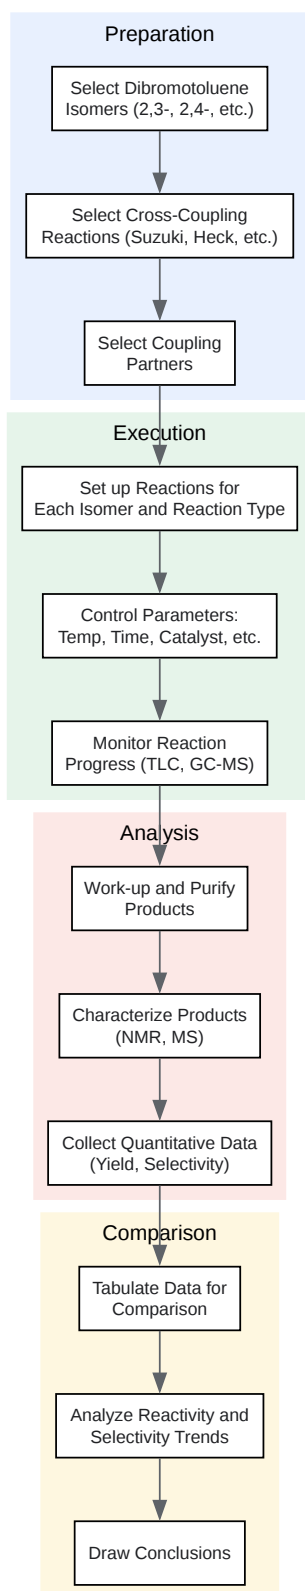 Preparation
Select Dibromotoluene
Isomers (2,3-, 2,4-, etc.)
Select Cross-Coupling
Reactions (Suzuki, Heck, etc.)
Select Coupling
Partners
Execution
Set up Reactions for
Each Isomer and Reaction Type
Control Parameters:
Temp, Time, Catalyst, etc.
Monitor Reaction
Progress (TLC, GC-MS)
Analysis
Work-up and Purify
Products
Characterize Products
(NMR, MS)
Collect Quantitative Data
(Yield, Selectivity)
Comparison
Tabulate Data for
Comparison
Analyze Reactivity and
Selectivity Trends
Draw Conclusions